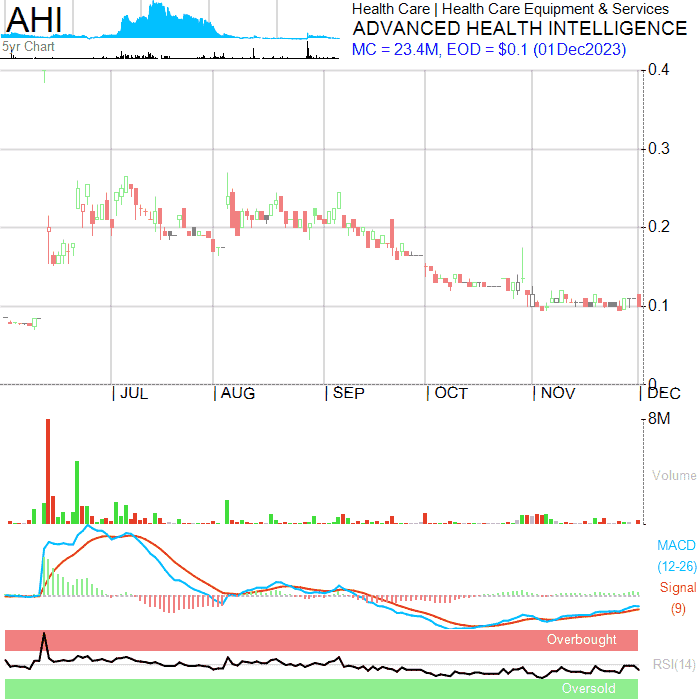 AHI
Health Care | Health Care Equipment & Services
ADVANCED HEALTH INTELLIGENCE
MC = 23.4M, EOD = $0.1 (01Dec2023)
5yr Chart
0.4
0.3
0.2
0.1
0
| JUL | AUG | SEP | OCT | NOV | DEC
8M
Volume
MACD
(12-26)
Signal
(9)
Overbought
RSI(14)
Oversold